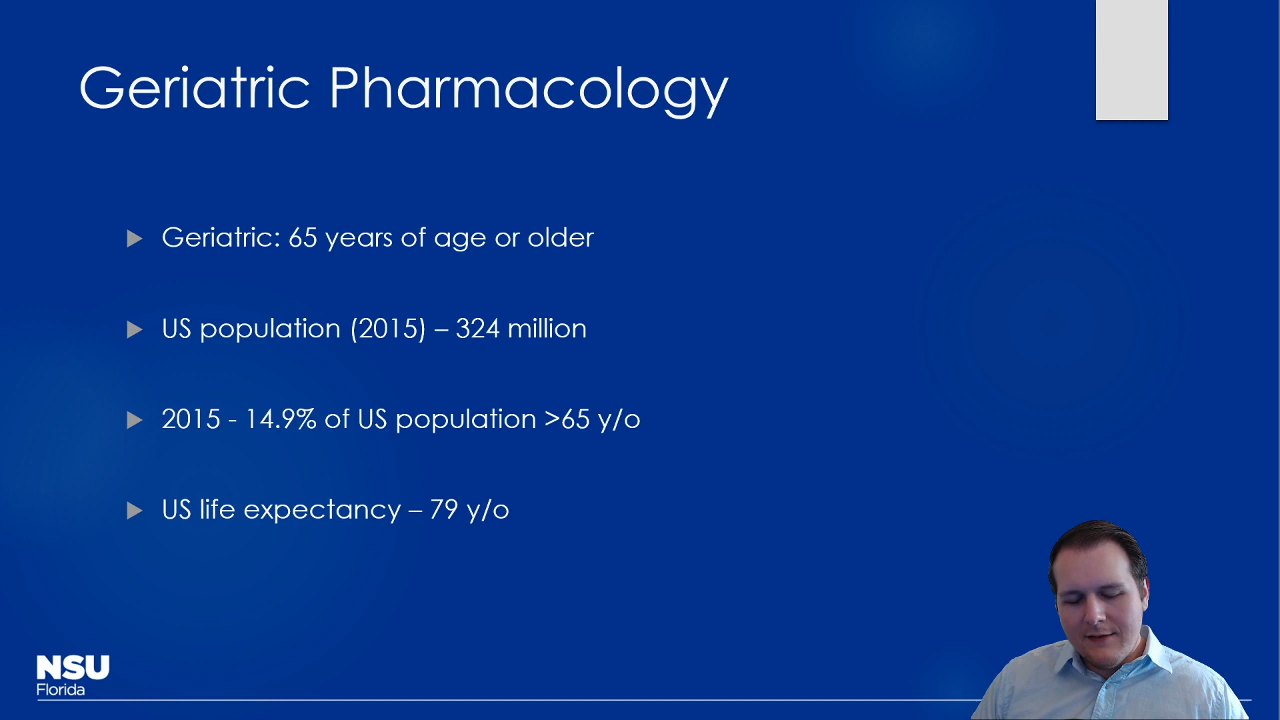 Geriatric Pharmacology
Geriatric: 65 years of age or older
US population (2015) – 324 million
2015 - 14.9% of US population >65 y/o
US life expectancy – 79 y/o
NSU
Florida